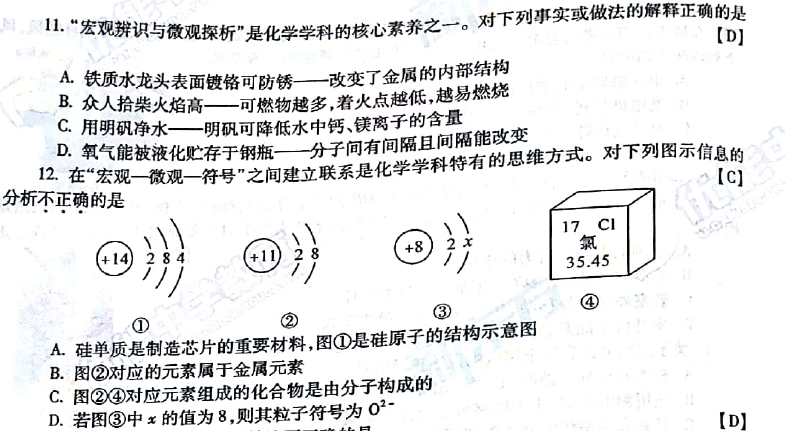 11. “宏观辨识与微观探析”是化学学科的核心素养之一。对下列事实或做法的解释正确的是
【D】
A. 铁质水龙头表面镀铬可防锈——改变了金属的内部结构
B. 众人拾柴火焰高——可燃物越多,着火点越低,越易燃烧
C. 用明矾净水——明矾可降低水中钙、镁离子的含量
D. 氧气能被液化贮存于钢瓶——分子间有间隔且间隔能改变
12. 在“宏观—微观—符号”之间建立联系是化学学科特有的思维方式。对下列图示信息的
分析不正确的是 【C】
+14 2 8 4
+11 2 8
+8 2 x
17 Cl
氯
35.45
① ② ③ ④
A. 硅单质是制造芯片的重要材料,图①是硅原子的结构示意图
B. 图②对应的元素属于金属元素
C. 图②④对应元素组成的化合物是由分子构成的
D. 若图③中 x 的值为 8,则其粒子符号为 O²⁻
【D】